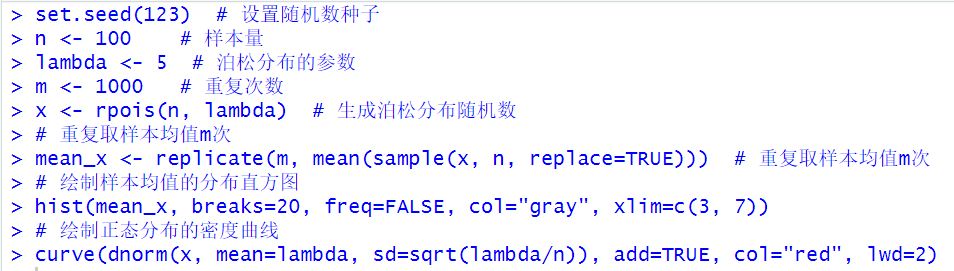 > set.seed(123)  # 设置随机数种子
> n <- 100    # 样本量
> lambda <- 5  # 泊松分布的参数
> m <- 1000   # 重复次数
> x <- rpois(n, lambda)  # 生成泊松分布随机数
> # 重复取样本均值m次
> mean_x <- replicate(m, mean(sample(x, n, replace=TRUE)))  # 重复取样本均值m次
> # 绘制样本均值的分布直方图
> hist(mean_x, breaks=20, freq=FALSE, col="gray", xlim=c(3, 7))
> # 绘制正态分布的密度曲线
> curve(dnorm(x, mean=lambda, sd=sqrt(lambda/n)), add=TRUE, col="red", lwd=2)